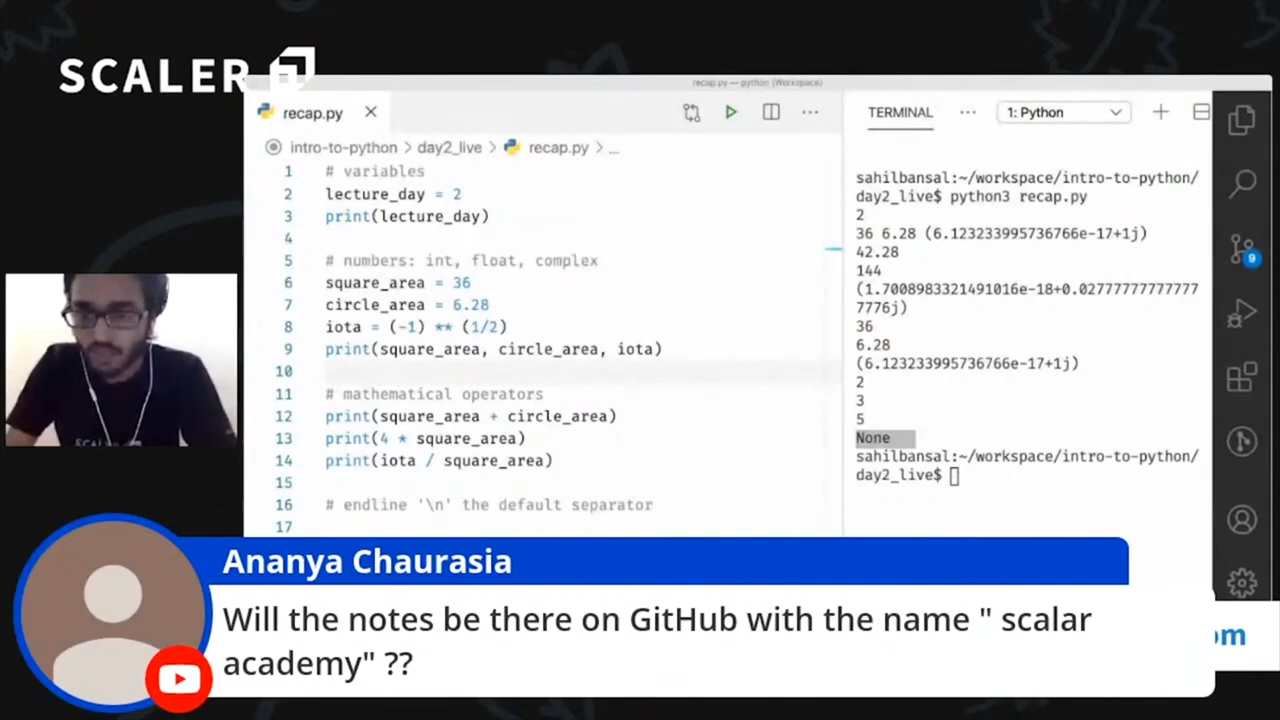 SCALER
recap.py — python (Workspace)
recap.py
intro-to-python > day2_live > recap.py > ...
1 # variables
2 lecture_day = 2
3 print(lecture_day)
4
5 # numbers: int, float, complex
6 square_area = 36
7 circle_area = 6.28
8 iota = (-1) ** (1/2)
9 print(square_area, circle_area, iota)
10
11 # mathematical operators
12 print(square_area + circle_area)
13 print(4 * square_area)
14 print(iota / square_area)
15
16 # endline '\n' the default separator
17
TERMINAL
1: Python
sahilbansal:~/workspace/intro-to-python/
day2_live$ python3 recap.py
2
36 6.28 (6.123233995736766e-17+1j)
42.28
144
(1.7008983321491016e-18+0.02777777777777
7776j)
36
6.28
(6.123233995736766e-17+1j)
2
3
5
None
sahilbansal:~/workspace/intro-to-python/
day2_live$
9
Ananya Chaurasia
Will the notes be there on GitHub with the name " scalar
academy" ??
om